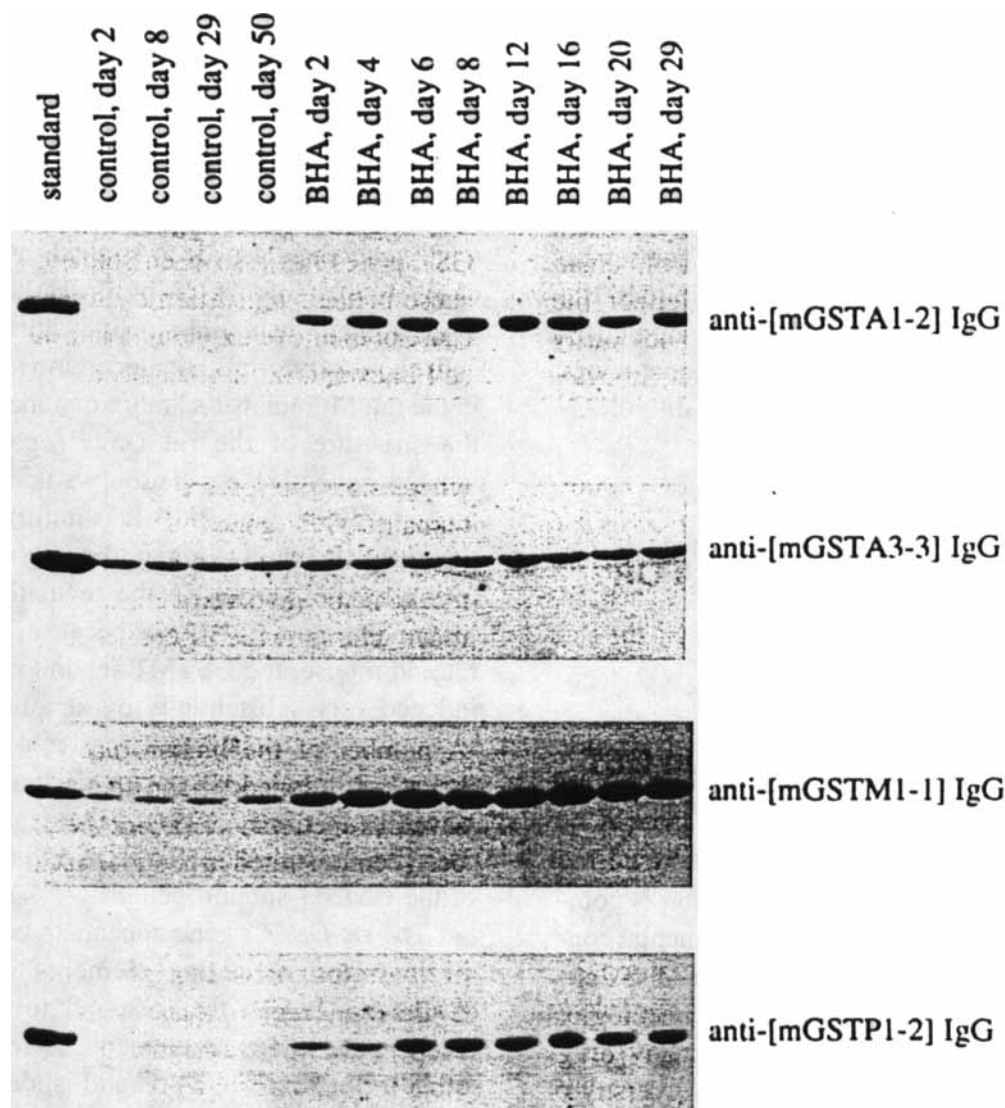 standard
control, day 2
control, day 8
control, day 29
control, day 50
BHA, day 2
BHA, day 4
BHA, day 6
BHA, day 8
BHA, day 12
BHA, day 16
BHA, day 20
BHA, day 29
anti-[mGSTA1-2] IgG
anti-[mGSTA3-3] IgG
anti-[mGSTM1-1] IgG
anti-[mGSTP1-2] IgG